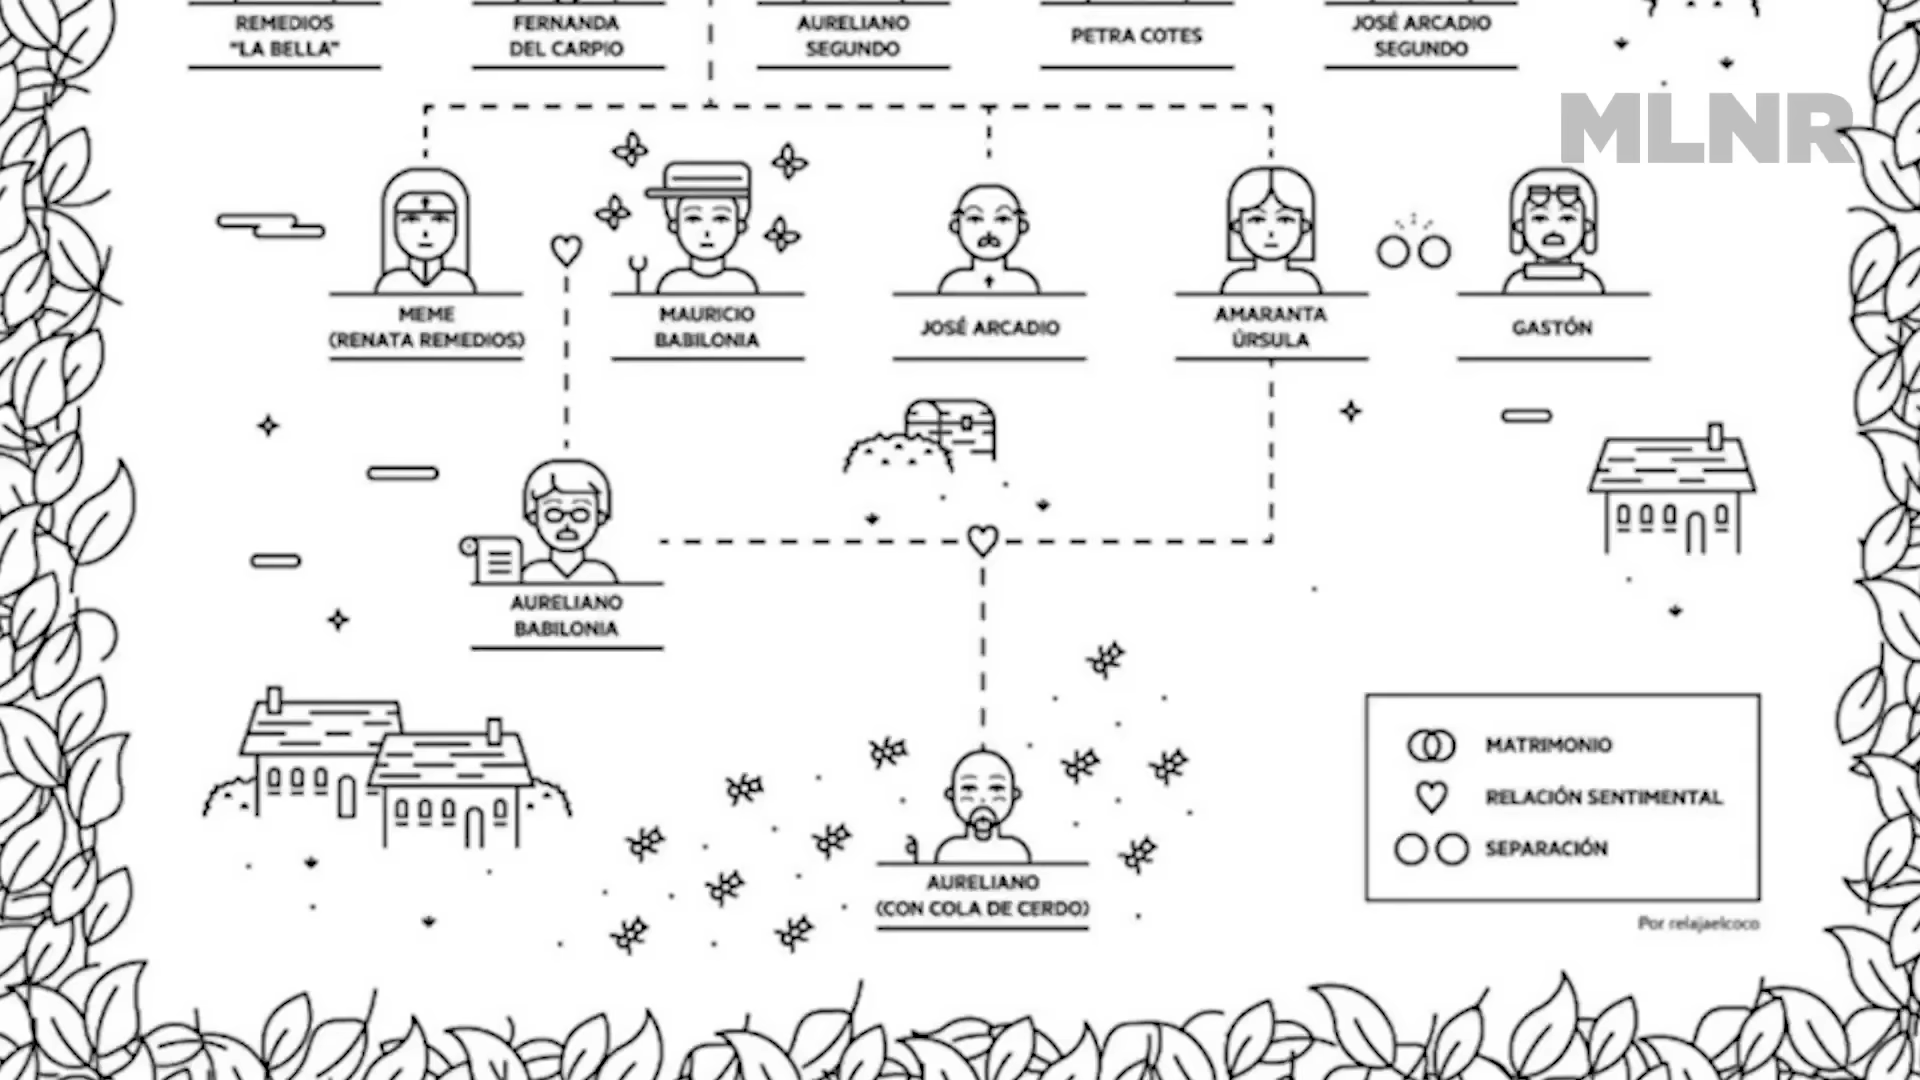 REMEDIOS
"LA BELLA"
FERNANDA
DEL CARPIO
AURELIANO
SEGUNDO
PETRA COTES
JOSÉ ARCADIO
SEGUNDO
MLNR
MEME
(RENATA REMEDIOS)
MAURICIO
BABILONIA
JOSÉ ARCADIO
AMARANTA
ÚRSULA
GASTÓN
AURELIANO
BABILONIA
AURELIANO
(CON COLA DE CERDO)
MATRIMONIO
RELACIÓN SENTIMENTAL
SEPARACIÓN
Por relajaelcoco